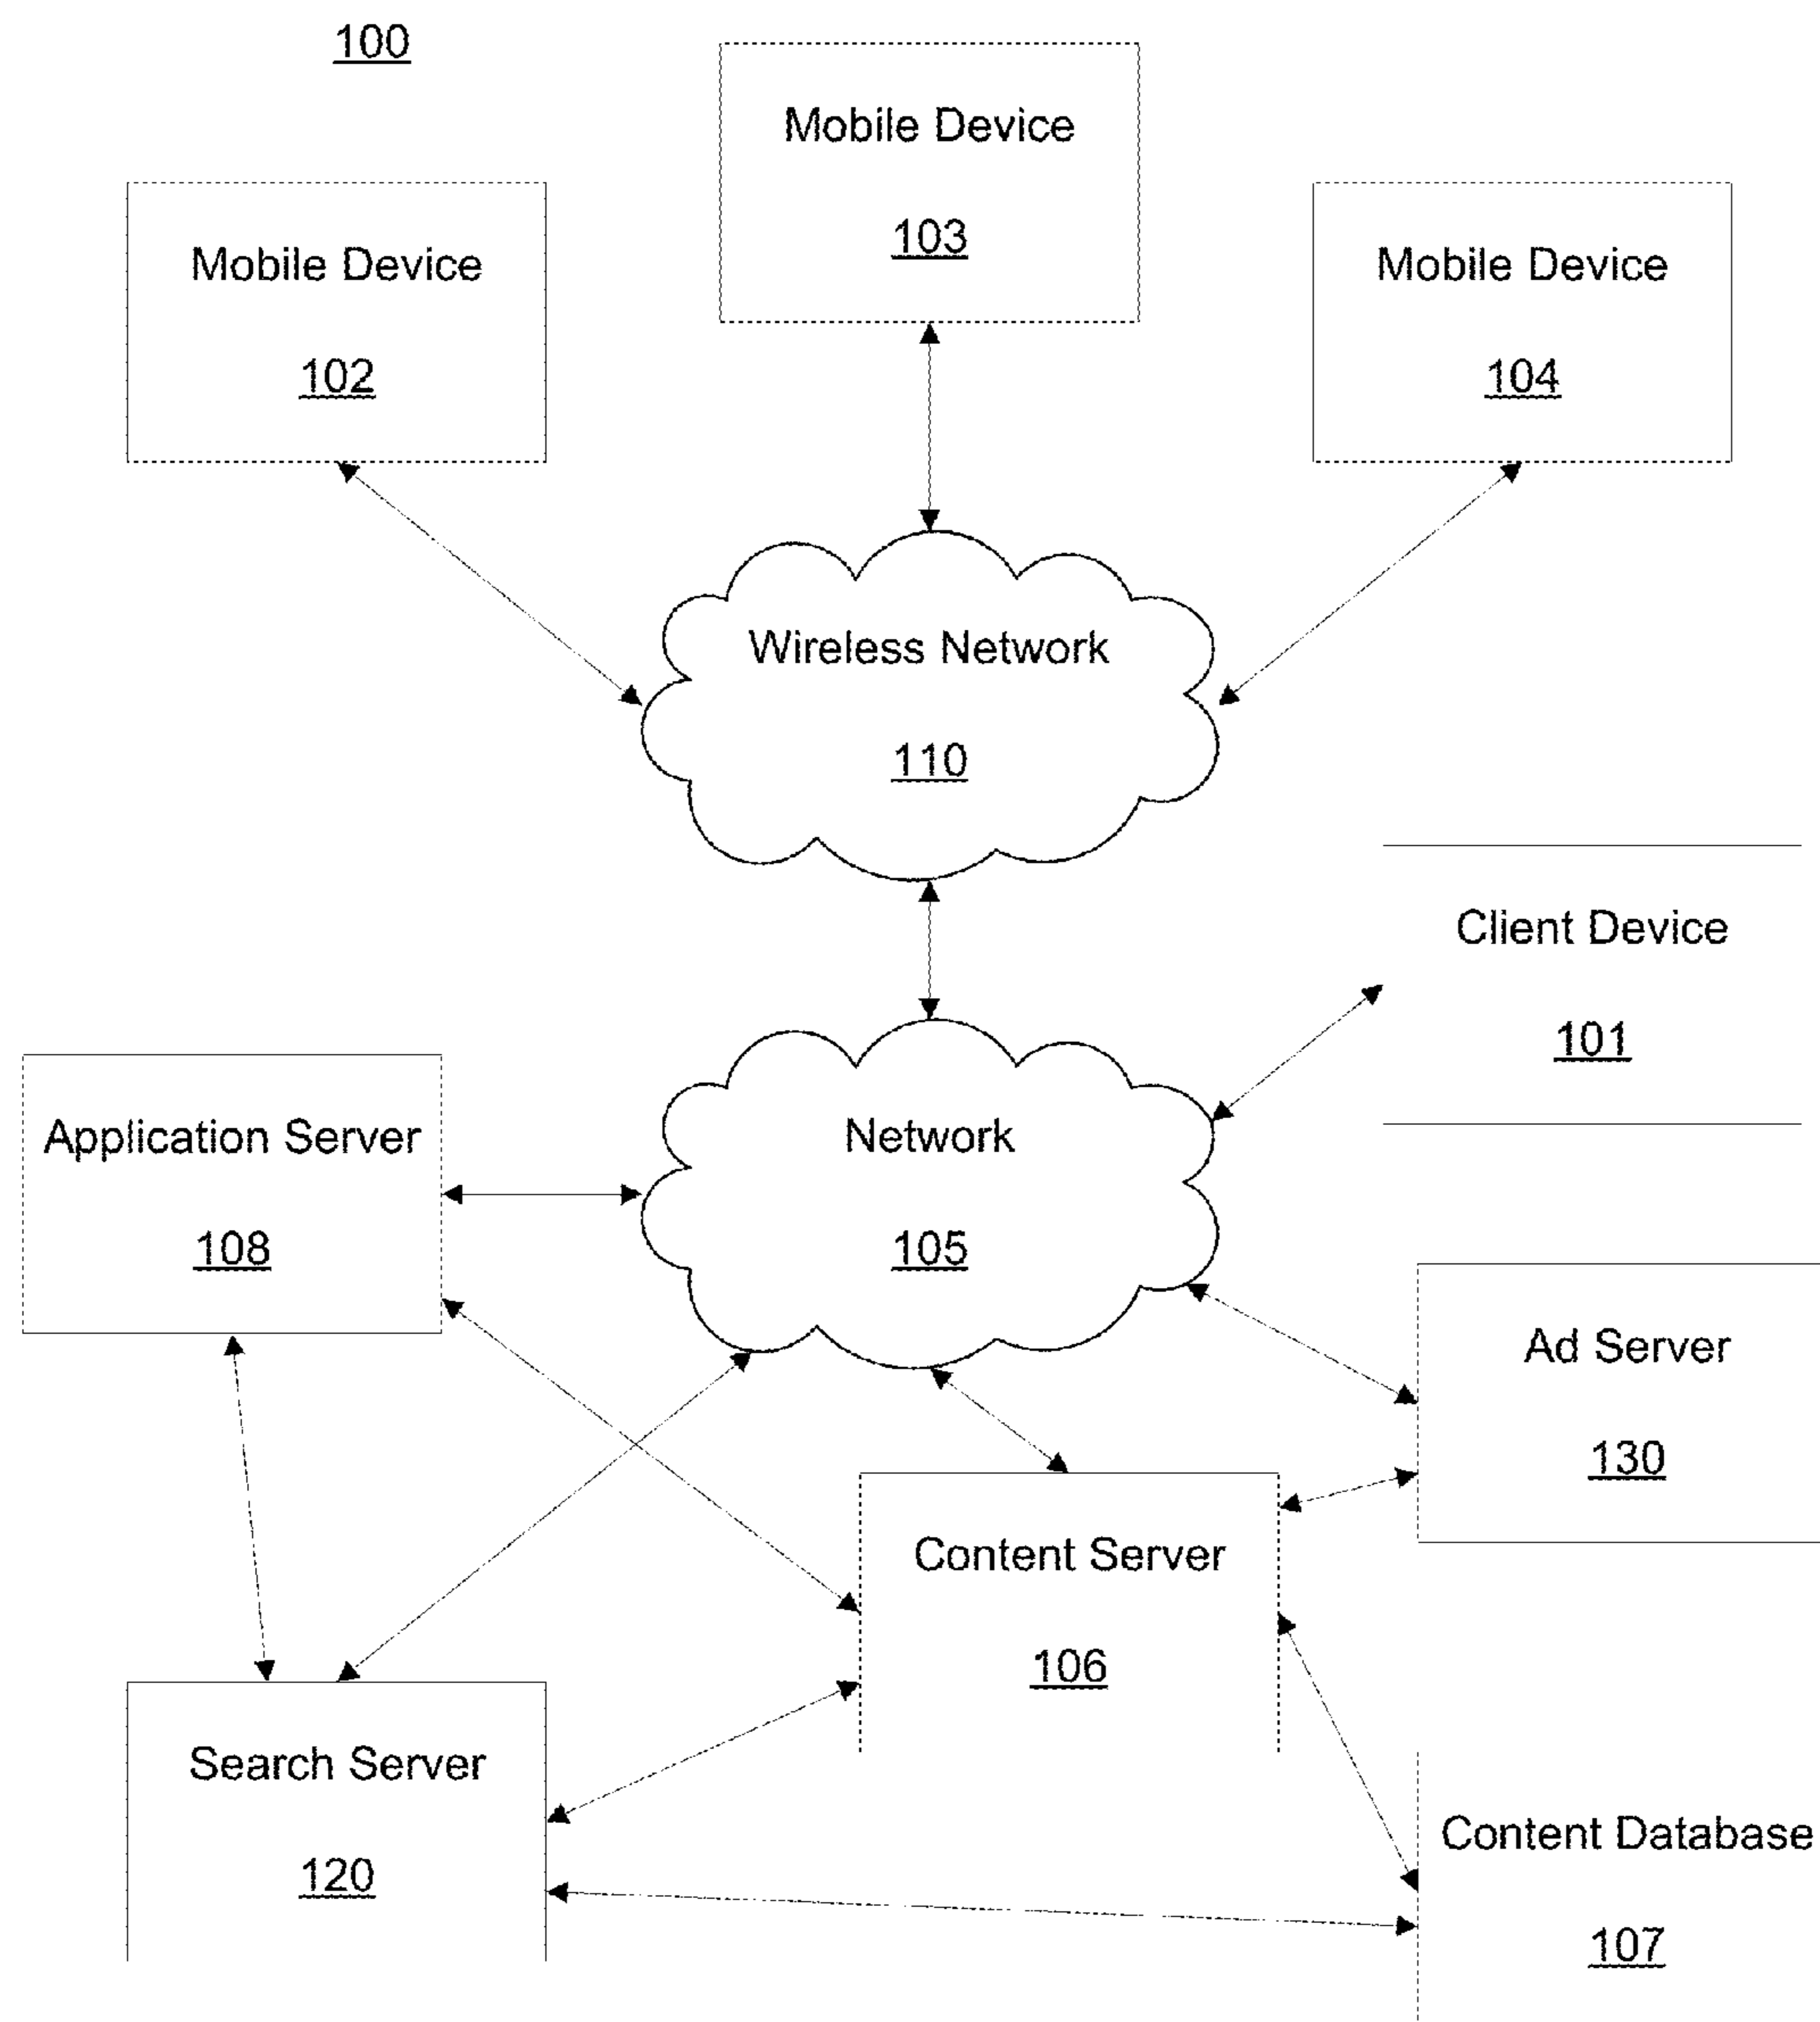 100
Mobile Device
103
Mobile Device
102
Mobile Device
104
Wireless Network
110
Client Device
101
Application Server
108
Network
105
Ad Server
130
Content Server
106
Search Server
120
Content Database
107